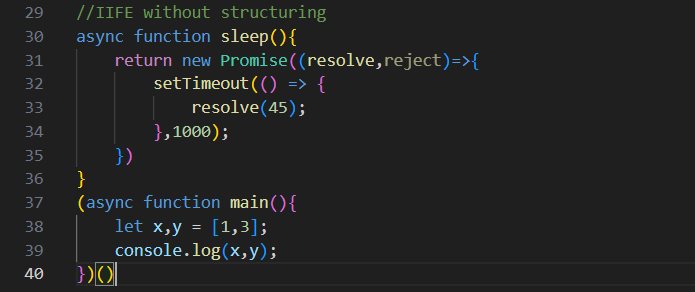 29 //IIFE without structuring
30 async function sleep(){
31     return new Promise((resolve,reject)=>{
32         setTimeout(() => {
33             resolve(45);
34         },1000);
35     })
36 }
37 (async function main(){
38     let x,y = [1,3];
39     console.log(x,y);
40 })()